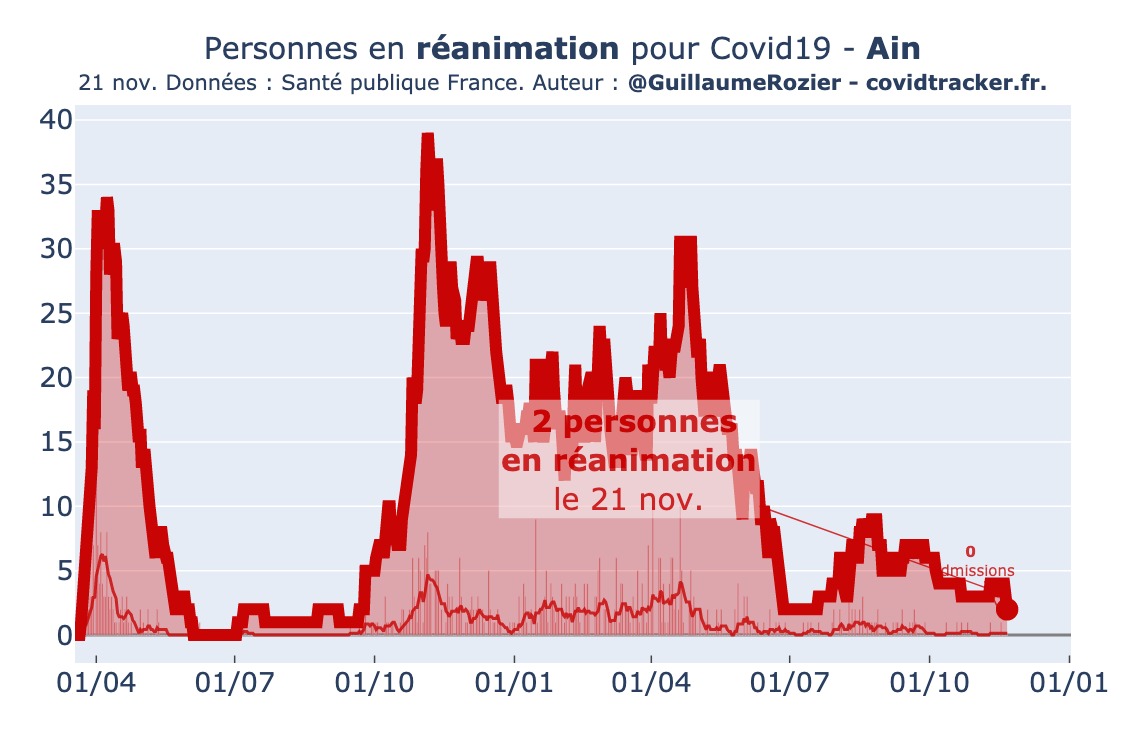 Personnes en réanimation pour Covid19 - Ain
21 nov. Données : Santé publique France. Auteur : @GuillaumeRozier - covidtracker.fr.
40
35
30
25
20
15
10
5
0
2 personnes
en réanimation
le 21 nov.
0
admissions
01/04 01/07 01/10 01/01 01/04 01/07 01/10 01/01